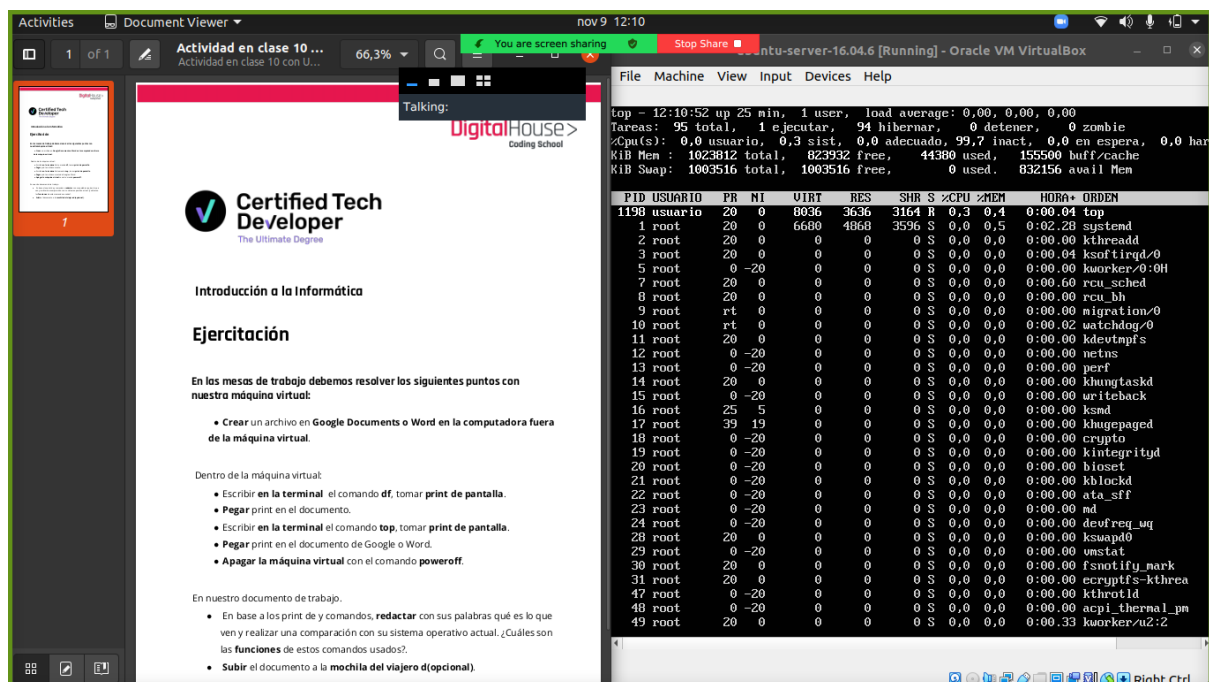 Activities Document Viewer nov 9 12:10
1 of 1 Actividad en clase 10 ... 66,3%
Actividad en clase 10 con U...
You are screen sharing Stop Share
Talking:
1
DigitalHouse>
Coding School
Certified Tech
Developer
The Ultimate Degree
Introducción a la Informática
Ejercitación
En las mesas de trabajo debemos resolver los siguientes puntos con
nuestra máquina virtual:
• Crear un archivo en Google Documents o Word en la computadora fuera
de la máquina virtual.
Dentro de la máquina virtual:
• Escribir en la terminal el comando df, tomar print de pantalla.
• Pegar print en el documento.
• Escribir en la terminal el comando top, tomar print de pantalla.
• Pegar print en el documento de Google o Word.
• Apagar la máquina virtual con el comando poweroff.
En nuestro documento de trabajo.
• En base a los print de y comandos, redactar con sus palabras qué es lo que
ven y realizar una comparación con su sistema operativo actual. ¿Cuáles son
las funciones de estos comandos usados?.
• Subir el documento a la mochila del viajero d(opcional).
ntu-server-16.04.6 [Running] - Oracle VM VirtualBox
File Machine View Input Devices Help
top - 12:10:52 up 25 min, 1 user, load average: 0,00, 0,00, 0,00
Tareas: 95 total, 1 ejecutar, 94 hibernar, 0 detener, 0 zombie
%Cpu(s): 0,0 usuario, 0,3 sist, 0,0 adecuado, 99,7 inact, 0,0 en espera, 0,0 har
KiB Mem : 1023812 total, 823932 free, 44380 used, 155500 buff/cache
KiB Swap: 1003516 total, 1003516 free, 0 used. 832156 avail Mem
PID USUARIO PR NI VIRT RES SHR S %CPU %MEM HORA+ ORDEN
1198 usuario 20 0 8036 3636 3164 R 0,3 0,4 0:00.04 top
1 root 20 0 6680 4868 3596 S 0,0 0,5 0:02.28 systemd
2 root 20 0 0 0 0 S 0,0 0,0 0:00.00 kthreadd
3 root 20 0 0 0 0 S 0,0 0,0 0:00.04 ksoftirqd/0
5 root 0 -20 0 0 0 S 0,0 0,0 0:00.00 kworker/0:0H
7 root 20 0 0 0 0 S 0,0 0,0 0:00.60 rcu_sched
8 root 20 0 0 0 0 S 0,0 0,0 0:00.00 rcu_bh
9 root rt 0 0 0 0 S 0,0 0,0 0:00.00 migration/0
10 root rt 0 0 0 0 S 0,0 0,0 0:00.02 watchdog/0
11 root 20 0 0 0 0 S 0,0 0,0 0:00.00 kdevtmpfs
12 root 0 -20 0 0 0 S 0,0 0,0 0:00.00 netns
13 root 0 -20 0 0 0 S 0,0 0,0 0:00.00 perf
14 root 20 0 0 0 0 S 0,0 0,0 0:00.00 khungtaskd
15 root 0 -20 0 0 0 S 0,0 0,0 0:00.00 writeback
16 root 25 5 0 0 0 S 0,0 0,0 0:00.00 ksmd
17 root 39 19 0 0 0 S 0,0 0,0 0:00.00 khugepaged
18 root 0 -20 0 0 0 S 0,0 0,0 0:00.00 crypto
19 root 0 -20 0 0 0 S 0,0 0,0 0:00.00 kintegrityd
20 root 0 -20 0 0 0 S 0,0 0,0 0:00.00 bioset
21 root 0 -20 0 0 0 S 0,0 0,0 0:00.00 kblockd
22 root 0 -20 0 0 0 S 0,0 0,0 0:00.00 ata_sff
23 root 0 -20 0 0 0 S 0,0 0,0 0:00.00 md
24 root 0 -20 0 0 0 S 0,0 0,0 0:00.00 devfreq_wq
28 root 20 0 0 0 0 S 0,0 0,0 0:00.00 kswapd0
29 root 0 -20 0 0 0 S 0,0 0,0 0:00.00 vmstat
30 root 20 0 0 0 0 S 0,0 0,0 0:00.00 fsnotify_mark
31 root 20 0 0 0 0 S 0,0 0,0 0:00.00 ecryptfs-kthrea
47 root 0 -20 0 0 0 S 0,0 0,0 0:00.00 kthrotld
48 root 0 -20 0 0 0 S 0,0 0,0 0:00.00 acpi_thermal_pm
49 root 20 0 0 0 0 S 0,0 0,0 0:00.33 kworker/u2:2
Right Ctrl